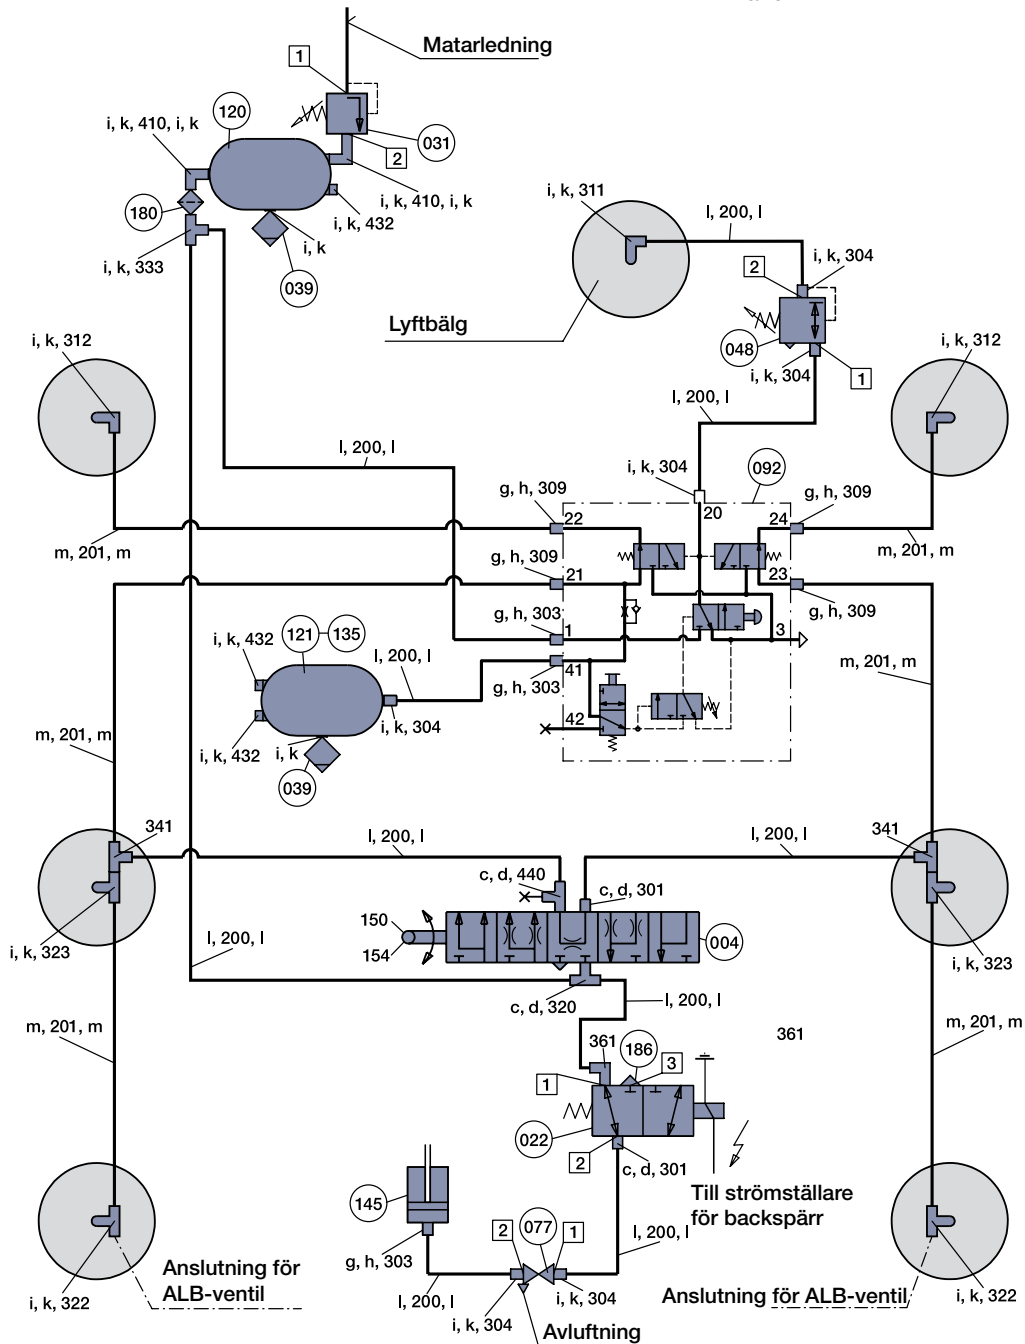 Matarledning
1
120
031
i, k, 410, i, k
2
i, k, 410, i, k
180
i, k, 432
i, k
i, k, 333
039
i, k, 311
l, 200, l
2
i, k, 304
Lyftbälg
048
i, k, 304
1
i, k, 312
i, k, 312
l, 200, l
l, 200, l
i, k, 304
092
g, h, 309
22
20
24
g, h, 309
m, 201, m
m, 201, m
g, h, 309
21
23
g, h, 309
g, h, 303
1
3
121
135
i, k, 432
l, 200, l
41
g, h, 303
m, 201, m
i, k, 304
42
m, 201, m
i, k, 432
i, k
039
341
l, 200, l
l, 200, l
341
c, d, 440
c, d, 301
150
154
004
i, k, 323
l, 200, l
i, k, 323
c, d, 320
l, 200, l
m, 201, m
m, 201, m
361
361
186
3
1
022
2
c, d, 301
Till strömställare
för backspärr
145
077
2
1
g, h, 303
l, 200, l
Anslutning för
ALB-ventil
Anslutning för ALB-ventil
i, k, 322
l, 200, l
i, k, 304
i, k, 304
i, k, 322
Avluftning